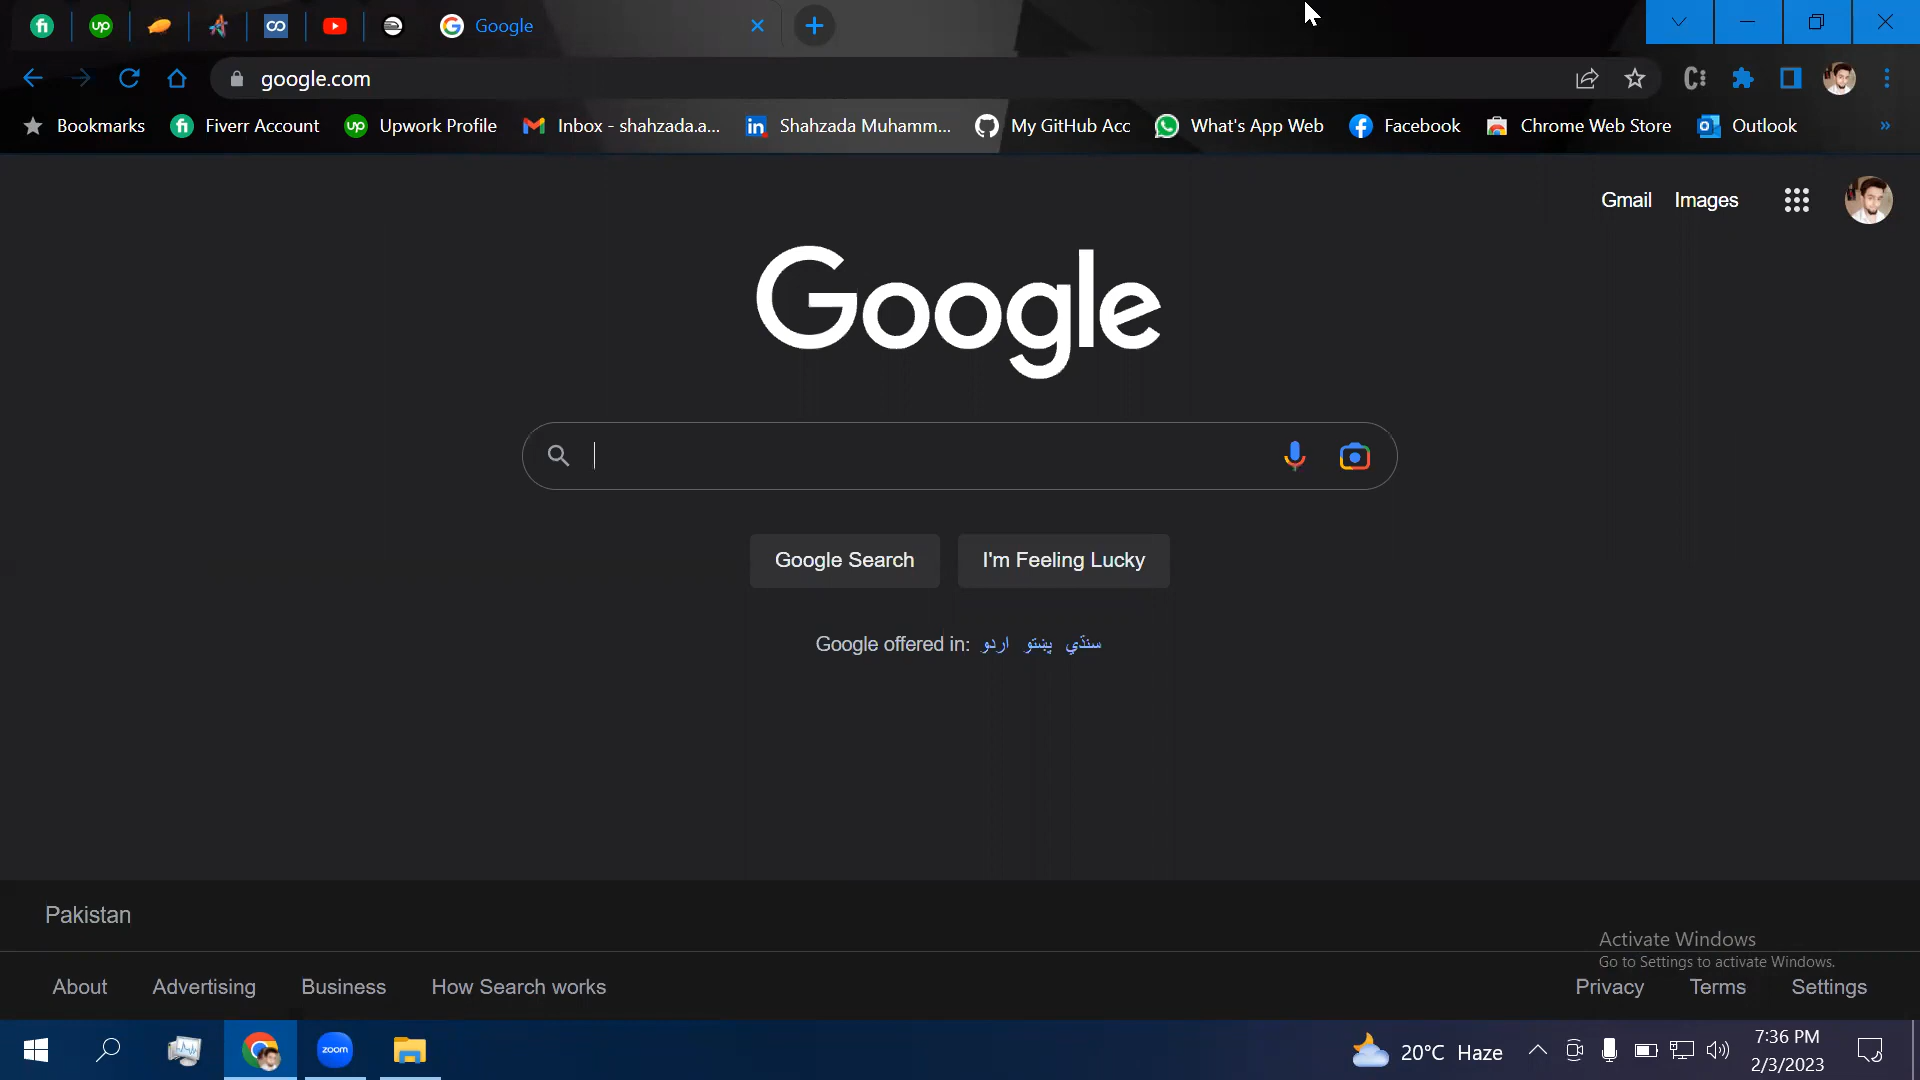 Google
google.com
Bookmarks
Fiverr Account
Upwork Profile
Inbox - shahzada.a...
Shahzada Muhamm...
My GitHub Acc
What's App Web
Facebook
Chrome Web Store
Outlook
Gmail
Images
Google
Google Search
I'm Feeling Lucky
Google offered in: اردو پښتو سنڌي
Pakistan
Activate Windows
Go to Settings to activate Windows.
About
Advertising
Business
How Search works
Privacy
Terms
Settings
zoom
20°C Haze
7:36 PM
2/3/2023